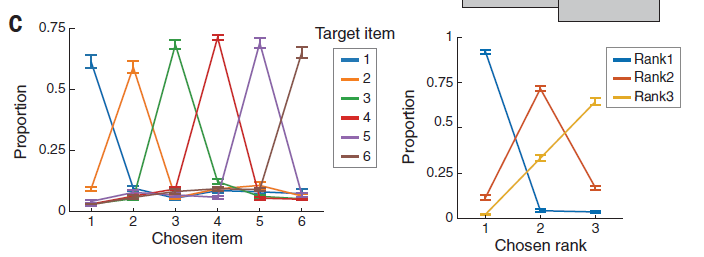 C
Proportion
0.75
0.5
0.25
0
1 2 3 4 5 6
Chosen item
Target item
1
2
3
4
5
6
Proportion
1
0.75
0.5
0.25
0
1 2 3
Chosen rank
Rank1
Rank2
Rank3